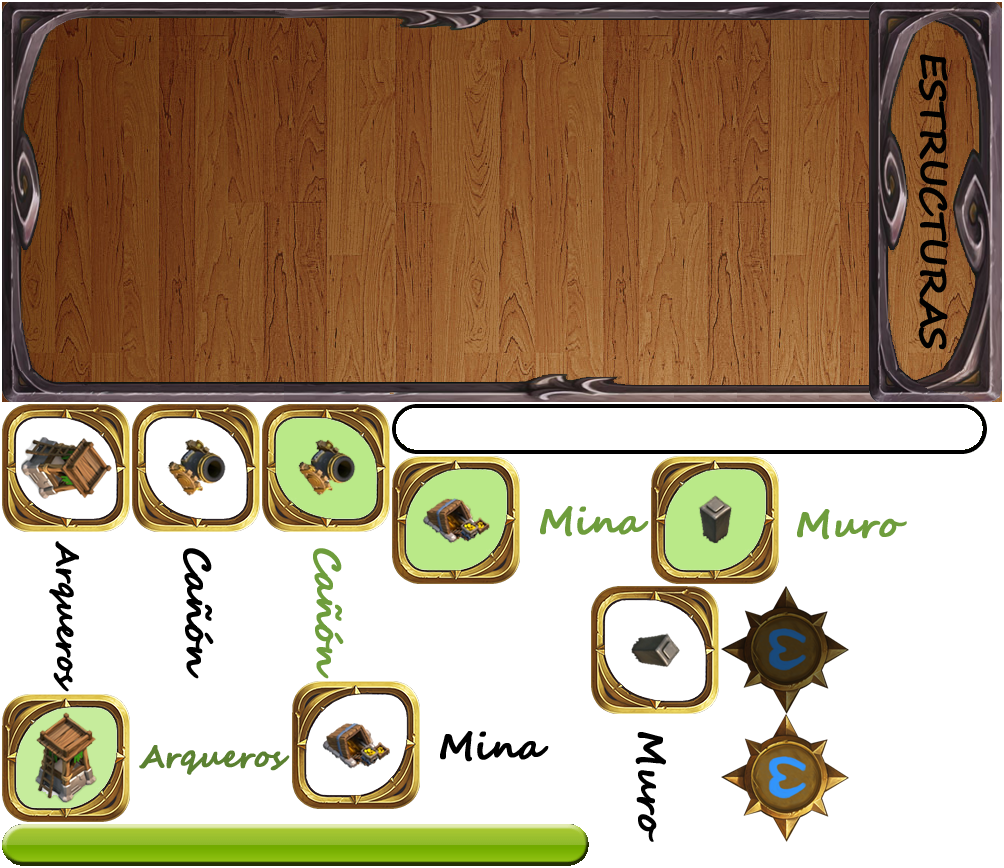 ESTRUCTURAS
Mina
Muro
Arqueros
Cañón
Cañón
Arqueros
Mina
Muro